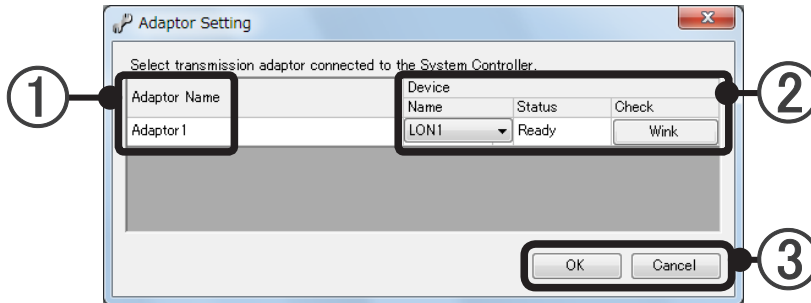 Adaptor Setting
Select transmission adaptor connected to the System Controller.
Adaptor Name
Device
Name Status Check
Adaptor1 LON1 Ready Wink
OK Cancel
1
2
3